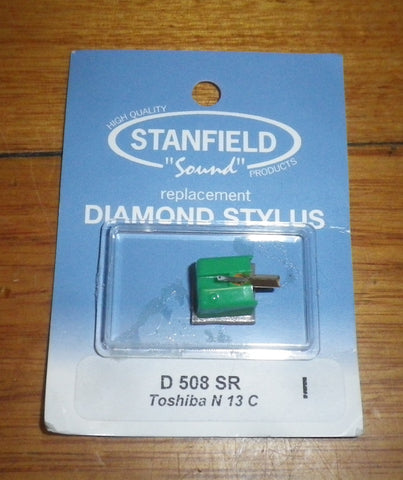 HIGH QUALITY
STANFIELD
"Sound"
PRODUCTS
replacement
DIAMOND STYLUS
D 508 SR
Toshiba N 13 C